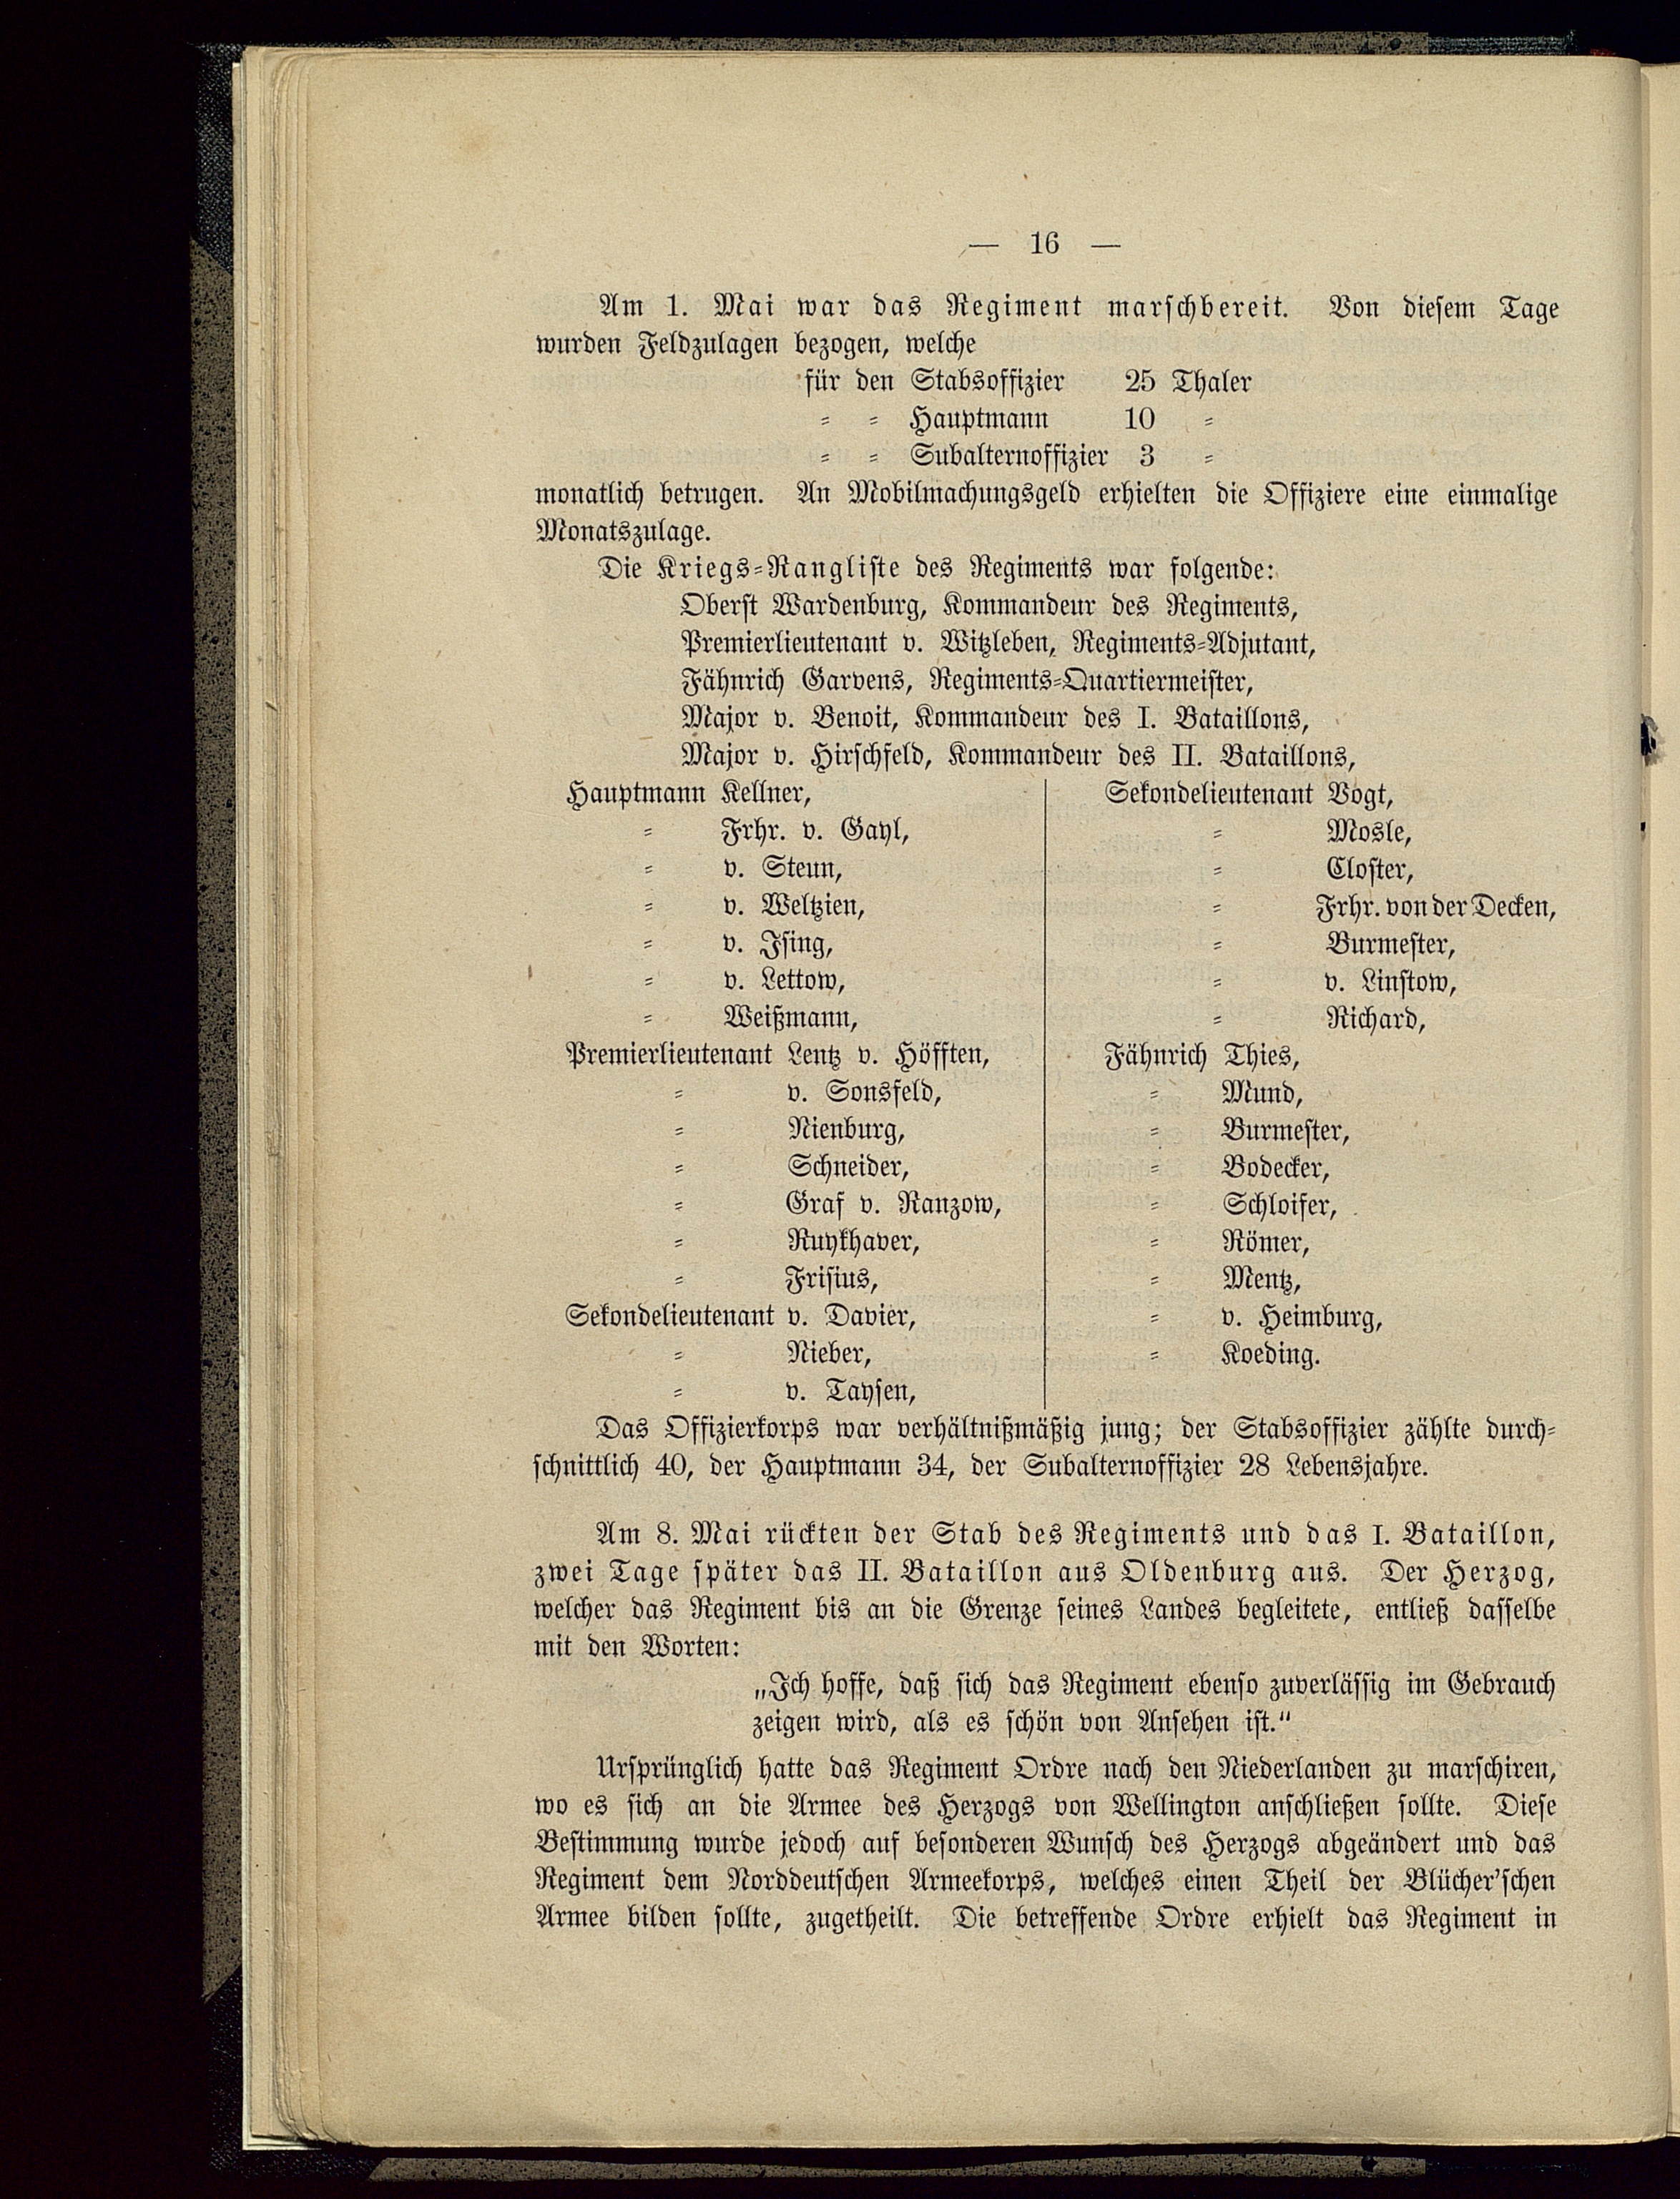 — 16 —
Am 1. Mai war das Regiment marschbereit. Von diesem Tage
wurden Feldzulagen bezogen, welche
für den Stabsoffizier 25 Thaler
= = Hauptmann 10 =
= = Subalternoffizier 3 =
monatlich betrugen. An Mobilmachungsgeld erhielten die Offiziere eine einmalige
Monatszulage.
Die Kriegs=Rangliste des Regiments war folgende:
Oberst Wardenburg, Kommandeur des Regiments,
Premierlieutenant v. Witzleben, Regiments=Adjutant,
Fähnrich Garvens, Regiments=Quartiermeister,
Major v. Benoit, Kommandeur des I. Bataillons,
Major v. Hirschfeld, Kommandeur des II. Bataillons,
Hauptmann Kellner,
= Frhr. v. Gayl,
= v. Steun,
= v. Weltzien,
= v. Ising,
= v. Lettow,
= Weißmann,
Premierlieutenant Lentz v. Höfften,
= v. Sonsfeld,
= Nienburg,
= Schneider,
= Graf v. Ranzow,
= Ruykhaver,
= Frisius,
Sekondelieutenant v. Davier,
= Nieber,
= v. Taysen,
Sekondelieutenant Vogt,
= Mosle,
= Closter,
= Frhr. von der Decken,
= Burmester,
= v. Linstow,
= Richard,
Fähnrich Thies,
= Mund,
= Burmester,
= Bodecker,
= Schloifer,
= Römer,
= Mentz,
= v. Heimburg,
= Koeding.
Das Offizierkorps war verhältnißmäßig jung; der Stabsoffizier zählte durch=
schnittlich 40, der Hauptmann 34, der Subalternoffizier 28 Lebensjahre.
Am 8. Mai rückten der Stab des Regiments und das I. Bataillon,
zwei Tage später das II. Bataillon aus Oldenburg aus. Der Herzog,
welcher das Regiment bis an die Grenze seines Landes begleitete, entließ dasselbe
mit den Worten:
„Ich hoffe, daß sich das Regiment ebenso zuverlässig im Gebrauch
zeigen wird, als es schön von Ansehen ist."
Ursprünglich hatte das Regiment Ordre nach den Niederlanden zu marschiren,
wo es sich an die Armee des Herzogs von Wellington anschließen sollte. Diese
Bestimmung wurde jedoch auf besonderen Wunsch des Herzogs abgeändert und das
Regiment dem Norddeutschen Armeekorps, welches einen Theil der Blücher'schen
Armee bilden sollte, zugetheilt. Die betreffende Ordre erhielt das Regiment in